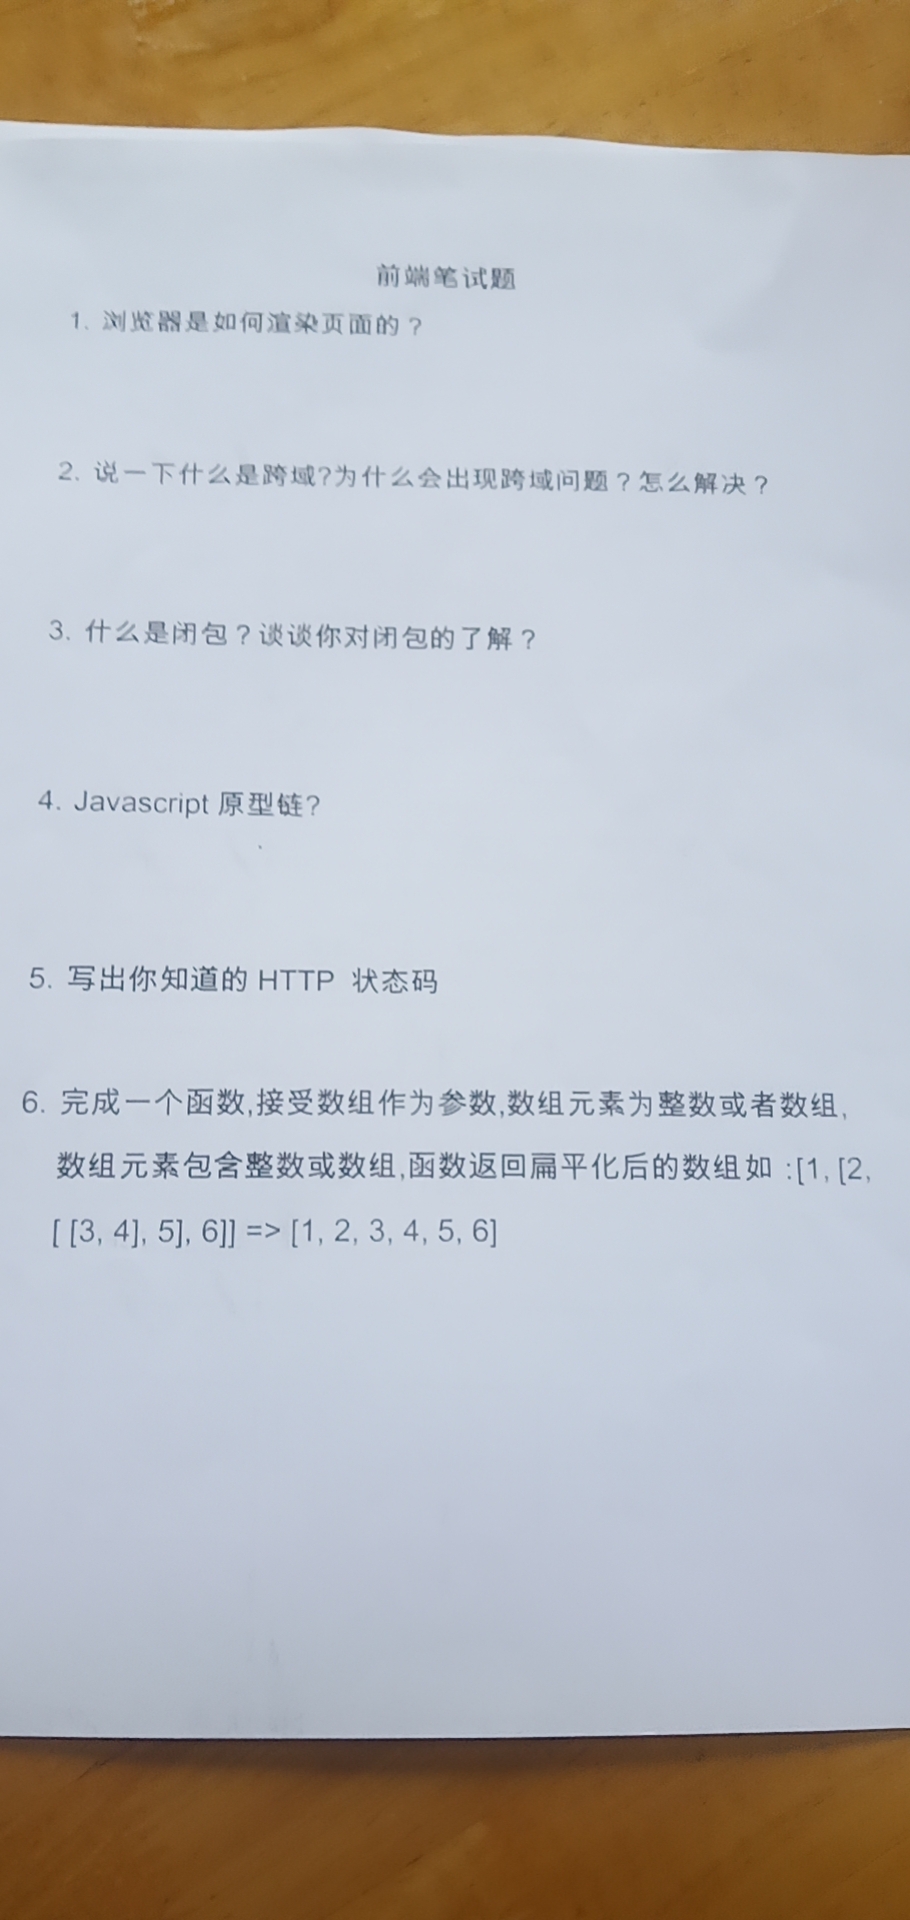 前端笔试题
1. 浏览器是如何渲染页面的？
2. 说一下什么是跨域?为什么会出现跨域问题？怎么解决？
3. 什么是闭包？谈谈你对闭包的了解？
4. Javascript 原型链?
5. 写出你知道的 HTTP 状态码
6. 完成一个函数,接受数组作为参数,数组元素为整数或者数组,
数组元素包含整数或数组,函数返回扁平化后的数组如 :[1, [2,
[ [3, 4], 5], 6]] => [1, 2, 3, 4, 5, 6]